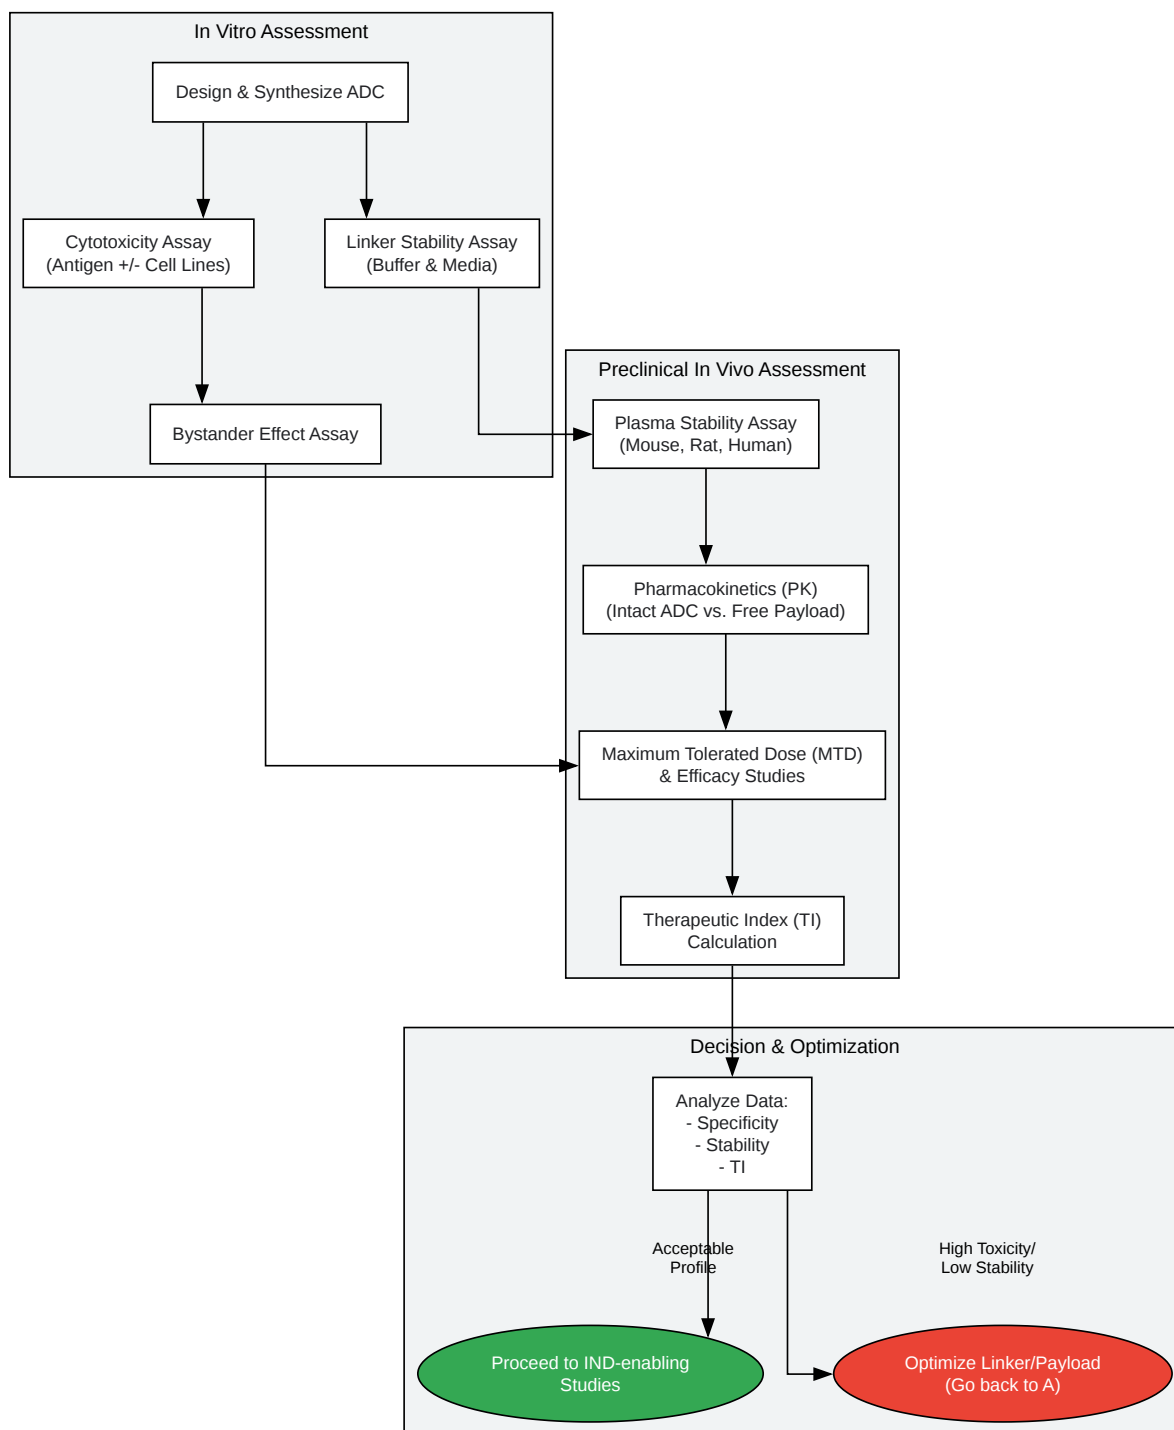 In Vitro Assessment
Design & Synthesize ADC
Cytotoxicity Assay
(Antigen +/- Cell Lines)
Linker Stability Assay
(Buffer & Media)
Bystander Effect Assay
Preclinical In Vivo Assessment
Plasma Stability Assay
(Mouse, Rat, Human)
Pharmacokinetics (PK)
(Intact ADC vs. Free Payload)
Maximum Tolerated Dose (MTD)
& Efficacy Studies
Therapeutic Index (TI)
Calculation
Decision & Optimization
Analyze Data:
- Specificity
- Stability
- TI
Acceptable
Profile
High Toxicity/
Low Stability
Proceed to IND-enabling
Studies
Optimize Linker/Payload
(Go back to A)